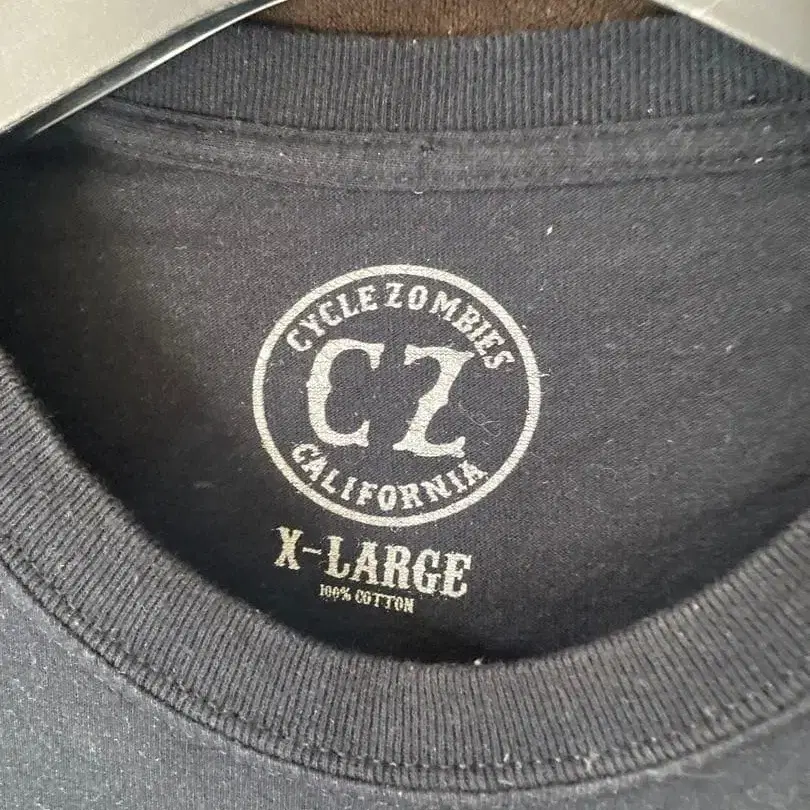 CYCLE ZOMBIES
CZ
CALIFORNIA
X-LARGE
100% COTTON